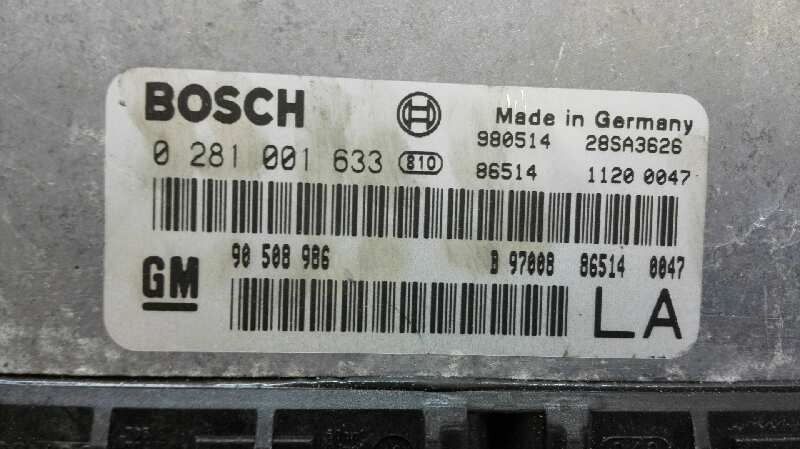 BOSCH
Made in Germany
980514 28SA3626
0 281 001 633 810
86514 1120 0047
90 508 986 B 97008 86514 0047
GM
LA